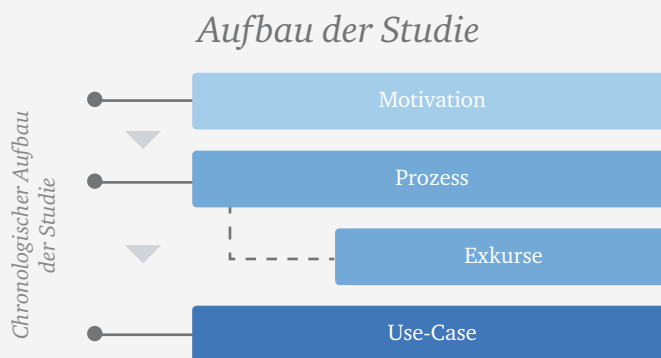 Aufbau der Studie
Chronologischer Aufbau
der Studie
Motivation
Prozess
Exkurse
Use-Case